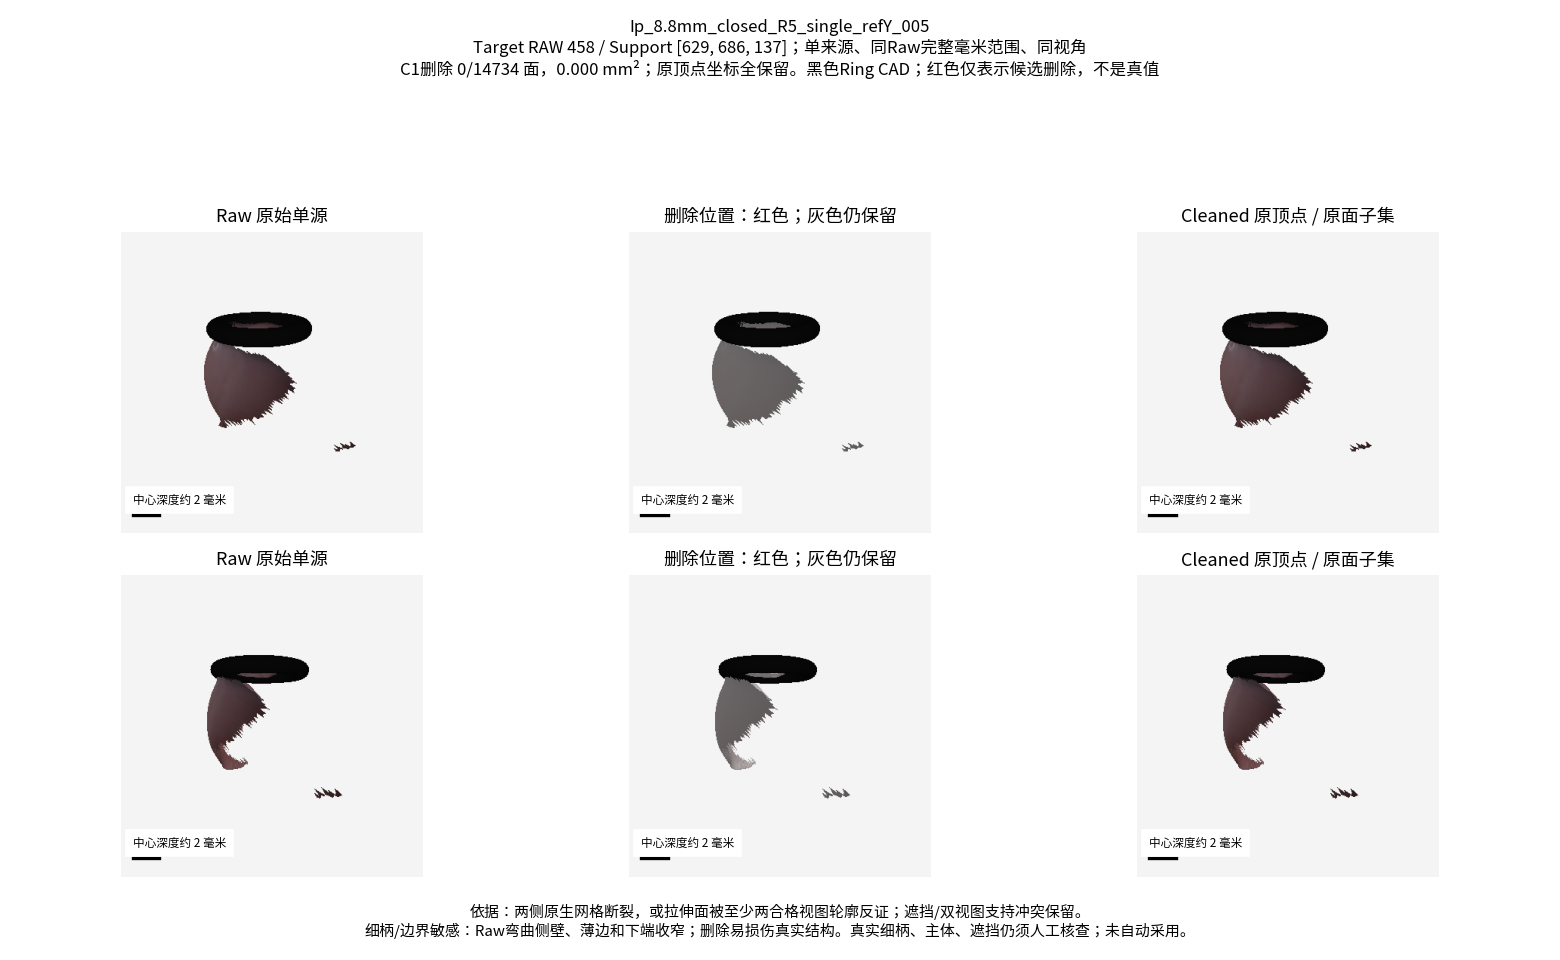 Ip_8.8mm_closed_R5_single_refY_005
Target RAW 458 / Support [629, 686, 137]；单来源、同Raw完整毫米范围、同视角
C1删除 0/14734 面，0.000 mm²；原顶点坐标全保留。黑色Ring CAD；红色仅表示候选删除，不是真值
Raw 原始单源
删除位置：红色；灰色仍保留
Cleaned 原顶点 / 原面子集
中心深度约 2 毫米
中心深度约 2 毫米
中心深度约 2 毫米
Raw 原始单源
删除位置：红色；灰色仍保留
Cleaned 原顶点 / 原面子集
中心深度约 2 毫米
中心深度约 2 毫米
中心深度约 2 毫米
依据：两侧原生网格断裂，或拉伸面被至少两合格视图轮廓反证；遮挡/双视图支持冲突保留。
细柄/边界敏感：Raw弯曲侧壁、薄边和下端收窄；删除易损伤真实结构。真实细柄、主体、遮挡仍须人工核查；未自动采用。